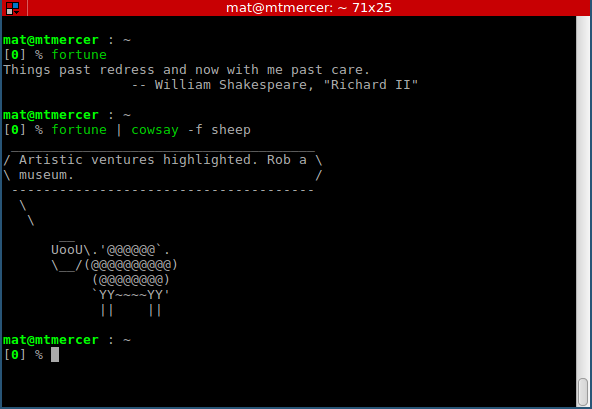 mat@mtmercer: ~ 71x25
mat@mtmercer : ~
[0] % fortune
Things past redress and now with me past care.
                -- William Shakespeare, "Richard II"
mat@mtmercer : ~
[0] % fortune | cowsay -f sheep
 ______________________________________
/ Artistic ventures highlighted. Rob a \
\ museum.                              /
 --------------------------------------
  \
   \
       __
      UooU\.'@@@@@@`.
      \__/(@@@@@@@@@@)
           (@@@@@@@@)
           `YY~~~~YY'
            ||    ||
mat@mtmercer : ~
[0] %